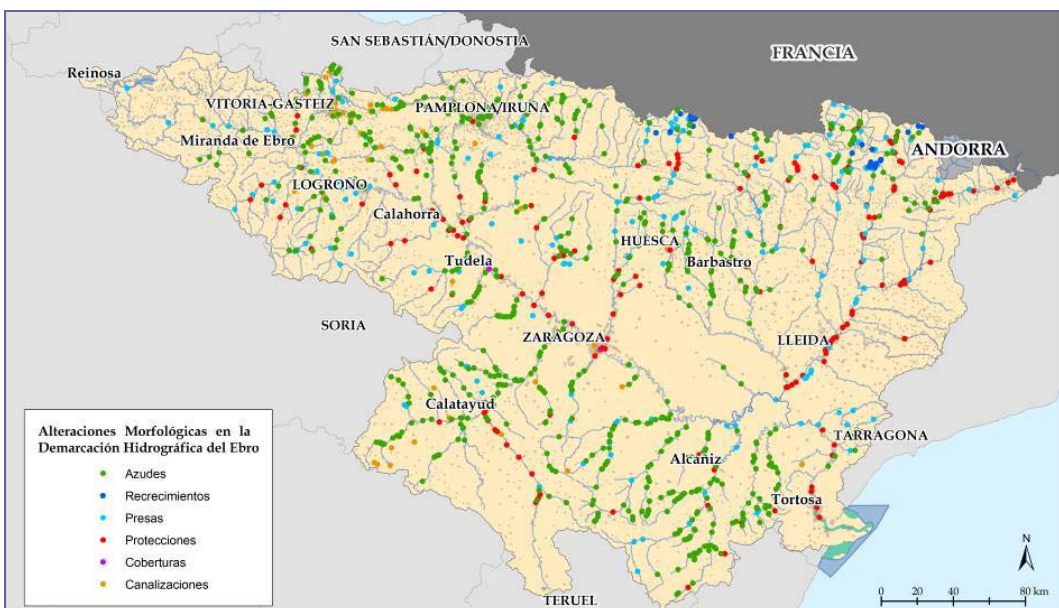 SAN SEBASTIÁN/DONOSTIA
FRANCIA
Reinosa
VITORIA-GASTEIZ
PAMPLONA/IRUÑA
Miranda de Ebro
ANDORRA
LOGROÑO
Calahorra
HUESCA
Barbastro
Tudela
SORIA
ZARAGOZA
LLEIDA
Calatayud
TARRAGONA
Alcañiz
Tortosa
TERUEL
Alteraciones Morfológicas en la
Demarcación Hidrográfica del Ebro
Azudes
Recrecimientos
Presas
Protecciones
Coberturas
Canalizaciones
N
0 20 40 80 km